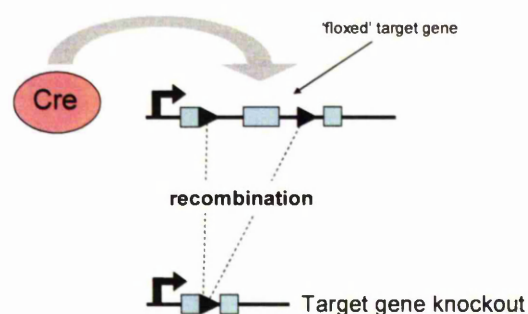 'floxed' target gene
Cre
recombination
Target gene knockout